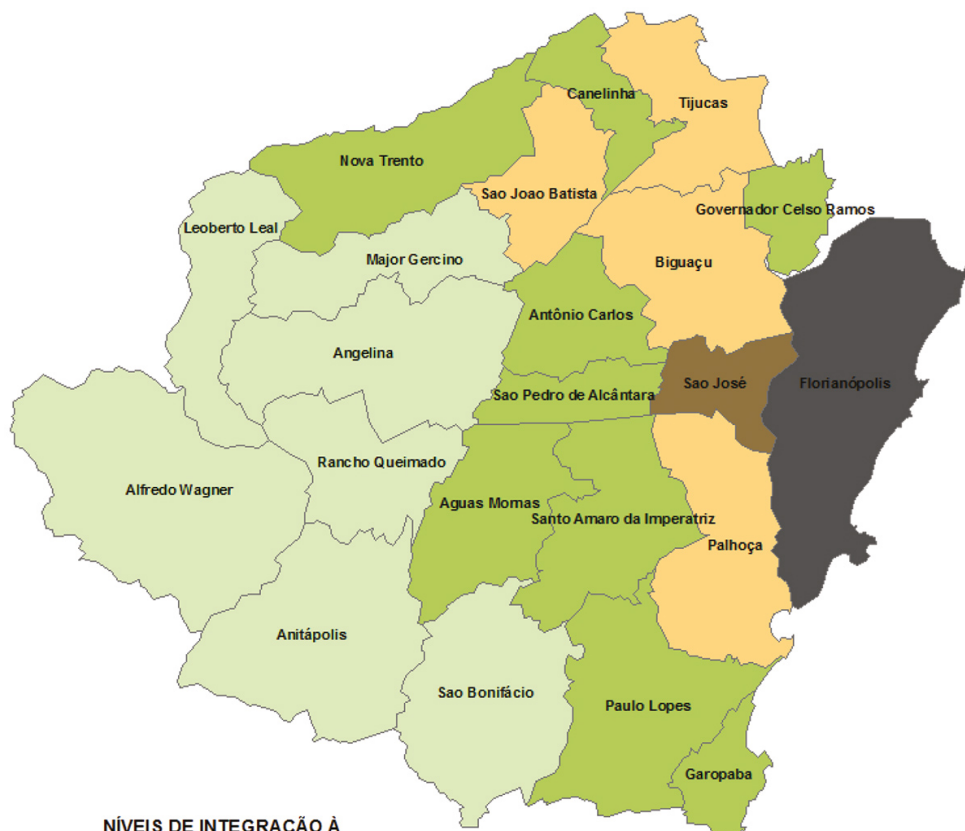 Canelinha
Tijucas
Nova Trento
Sao Joao Batista
Governador Celso Ramos
Leoberto Leal
Major Gercino
Biguaçu
Antônio Carlos
Angelina
Sao José
Florianópolis
Sao Pedro de Alcântara
Rancho Queimado
Alfredo Wagner
Aguas Mornas
Santo Amaro da Imperatriz
Palhoça
Anitápolis
Sao Bonifácio
Paulo Lopes
Garopaba
NÍVEIS DE INTEGRAÇÃO À